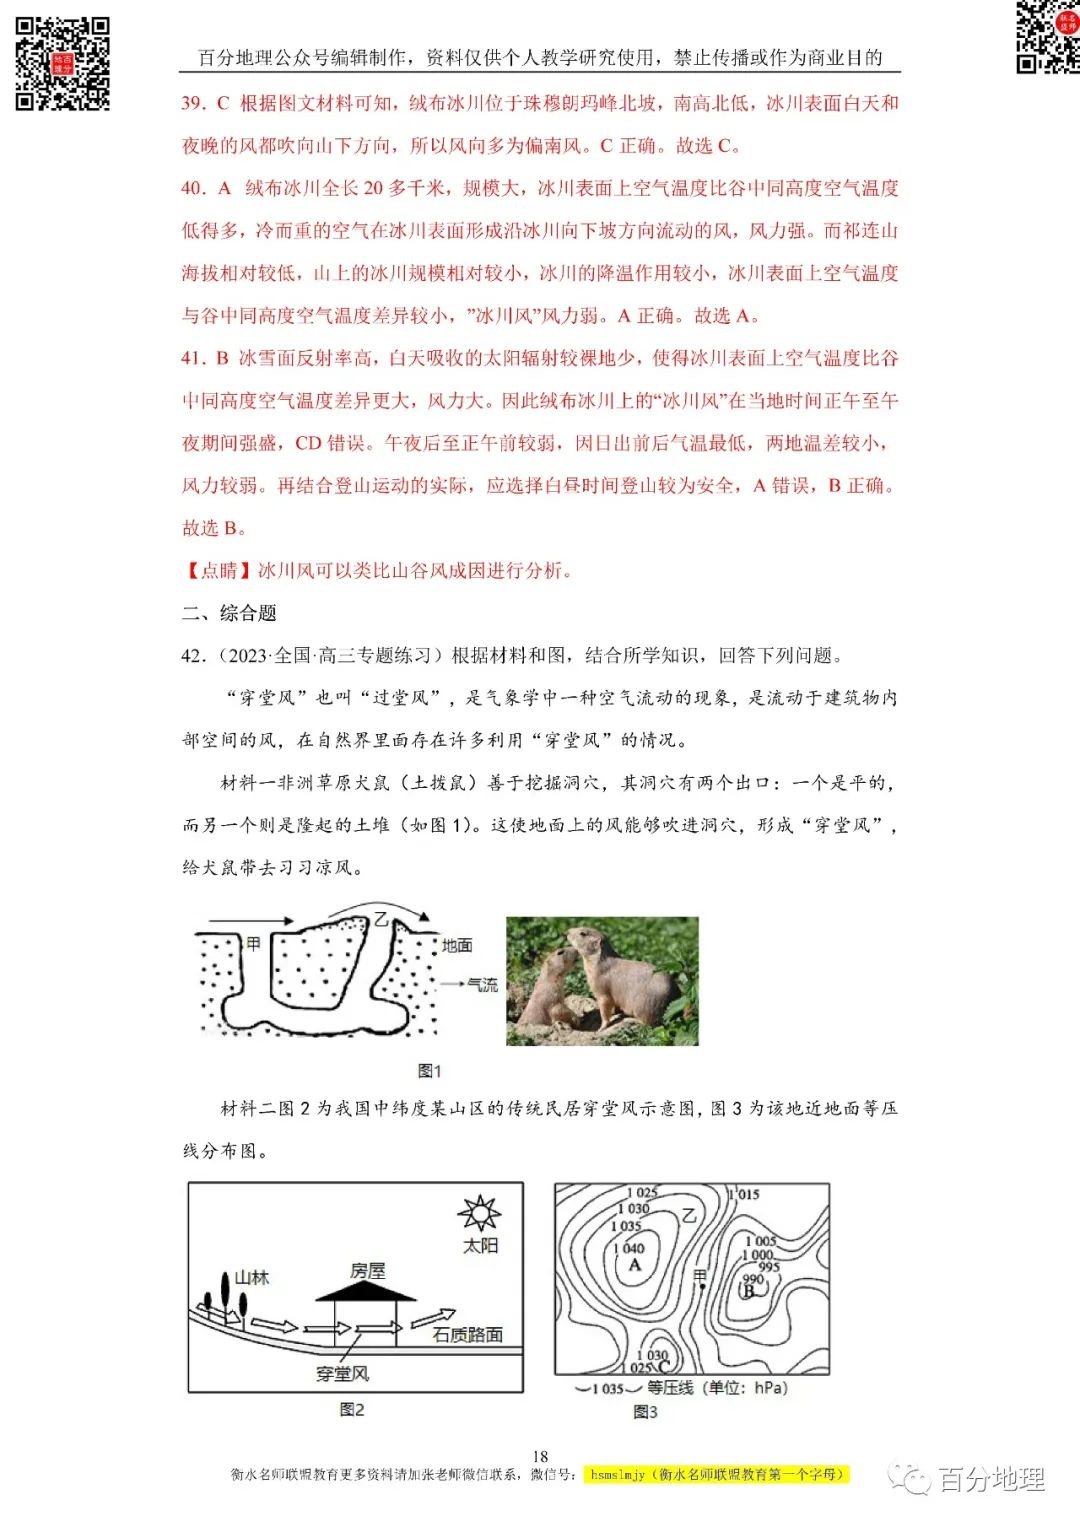 百分地理公众号编辑制作，资料仅供个人教学研究使用，禁止传播或作为商业目的
39．C 根据图文材料可知，绒布冰川位于珠穆朗玛峰北坡，南高北低，冰川表面白天和
夜晚的风都吹向山下方向，所以风向多为偏南风。C 正确。故选 C。
40．A 绒布冰川全长 20 多千米，规模大，冰川表面上空气温度比谷中同高度空气温度
低得多，冷而重的空气在冰川表面形成沿冰川向下坡方向流动的风，风力强。而祁连山
海拔相对较低，山上的冰川规模相对较小，冰川的降温作用较小，冰川表面上空气温度
与谷中同高度空气温度差异较小，”冰川风”风力弱。A 正确。故选 A。
41．B 冰雪面反射率高，白天吸收的太阳辐射较裸地少，使得冰川表面上空气温度比谷
中同高度空气温度差异更大，风力大。因此绒布冰川上的“冰川风”在当地时间正午至午
夜期间强盛，CD 错误。午夜后至正午前较弱，因日出前后气温最低，两地温差较小，
风力较弱。再结合登山运动的实际，应选择白昼时间登山较为安全，A 错误，B 正确。
故选 B。
【点睛】冰川风可以类比山谷风成因进行分析。
二、综合题
42．（2023·全国·高三专题练习）根据材料和图，结合所学知识，回答下列问题。
“穿堂风”也叫“过堂风”，是气象学中一种空气流动的现象，是流动于建筑物内
部空间的风，在自然界里面存在许多利用“穿堂风”的情况。
材料一非洲草原犬鼠（土拨鼠）善于挖掘洞穴，其洞穴有两个出口：一个是平的，
而另一个则是隆起的土堆（如图 1）。这使地面上的风能够吹进洞穴，形成“穿堂风”，
给犬鼠带去习习凉风。
甲
乙
地面
气流
图1
材料二图 2 为我国中纬度某山区的传统民居穿堂风示意图，图 3 为该地近地面等压
线分布图。
太阳
山林
房屋
石质路面
穿堂风
图2
1 025
1 015
1 030
乙
1 035
1 005
1 040
1 000
995
A
甲
990
B
1 030
1 025
C
1 035 等压线（单位：hPa）
图3
18
衡水名师联盟教育更多资料请加张老师微信联系，微信号： hsmslmjy（衡水名师联盟教育第一个字母）
百分地理